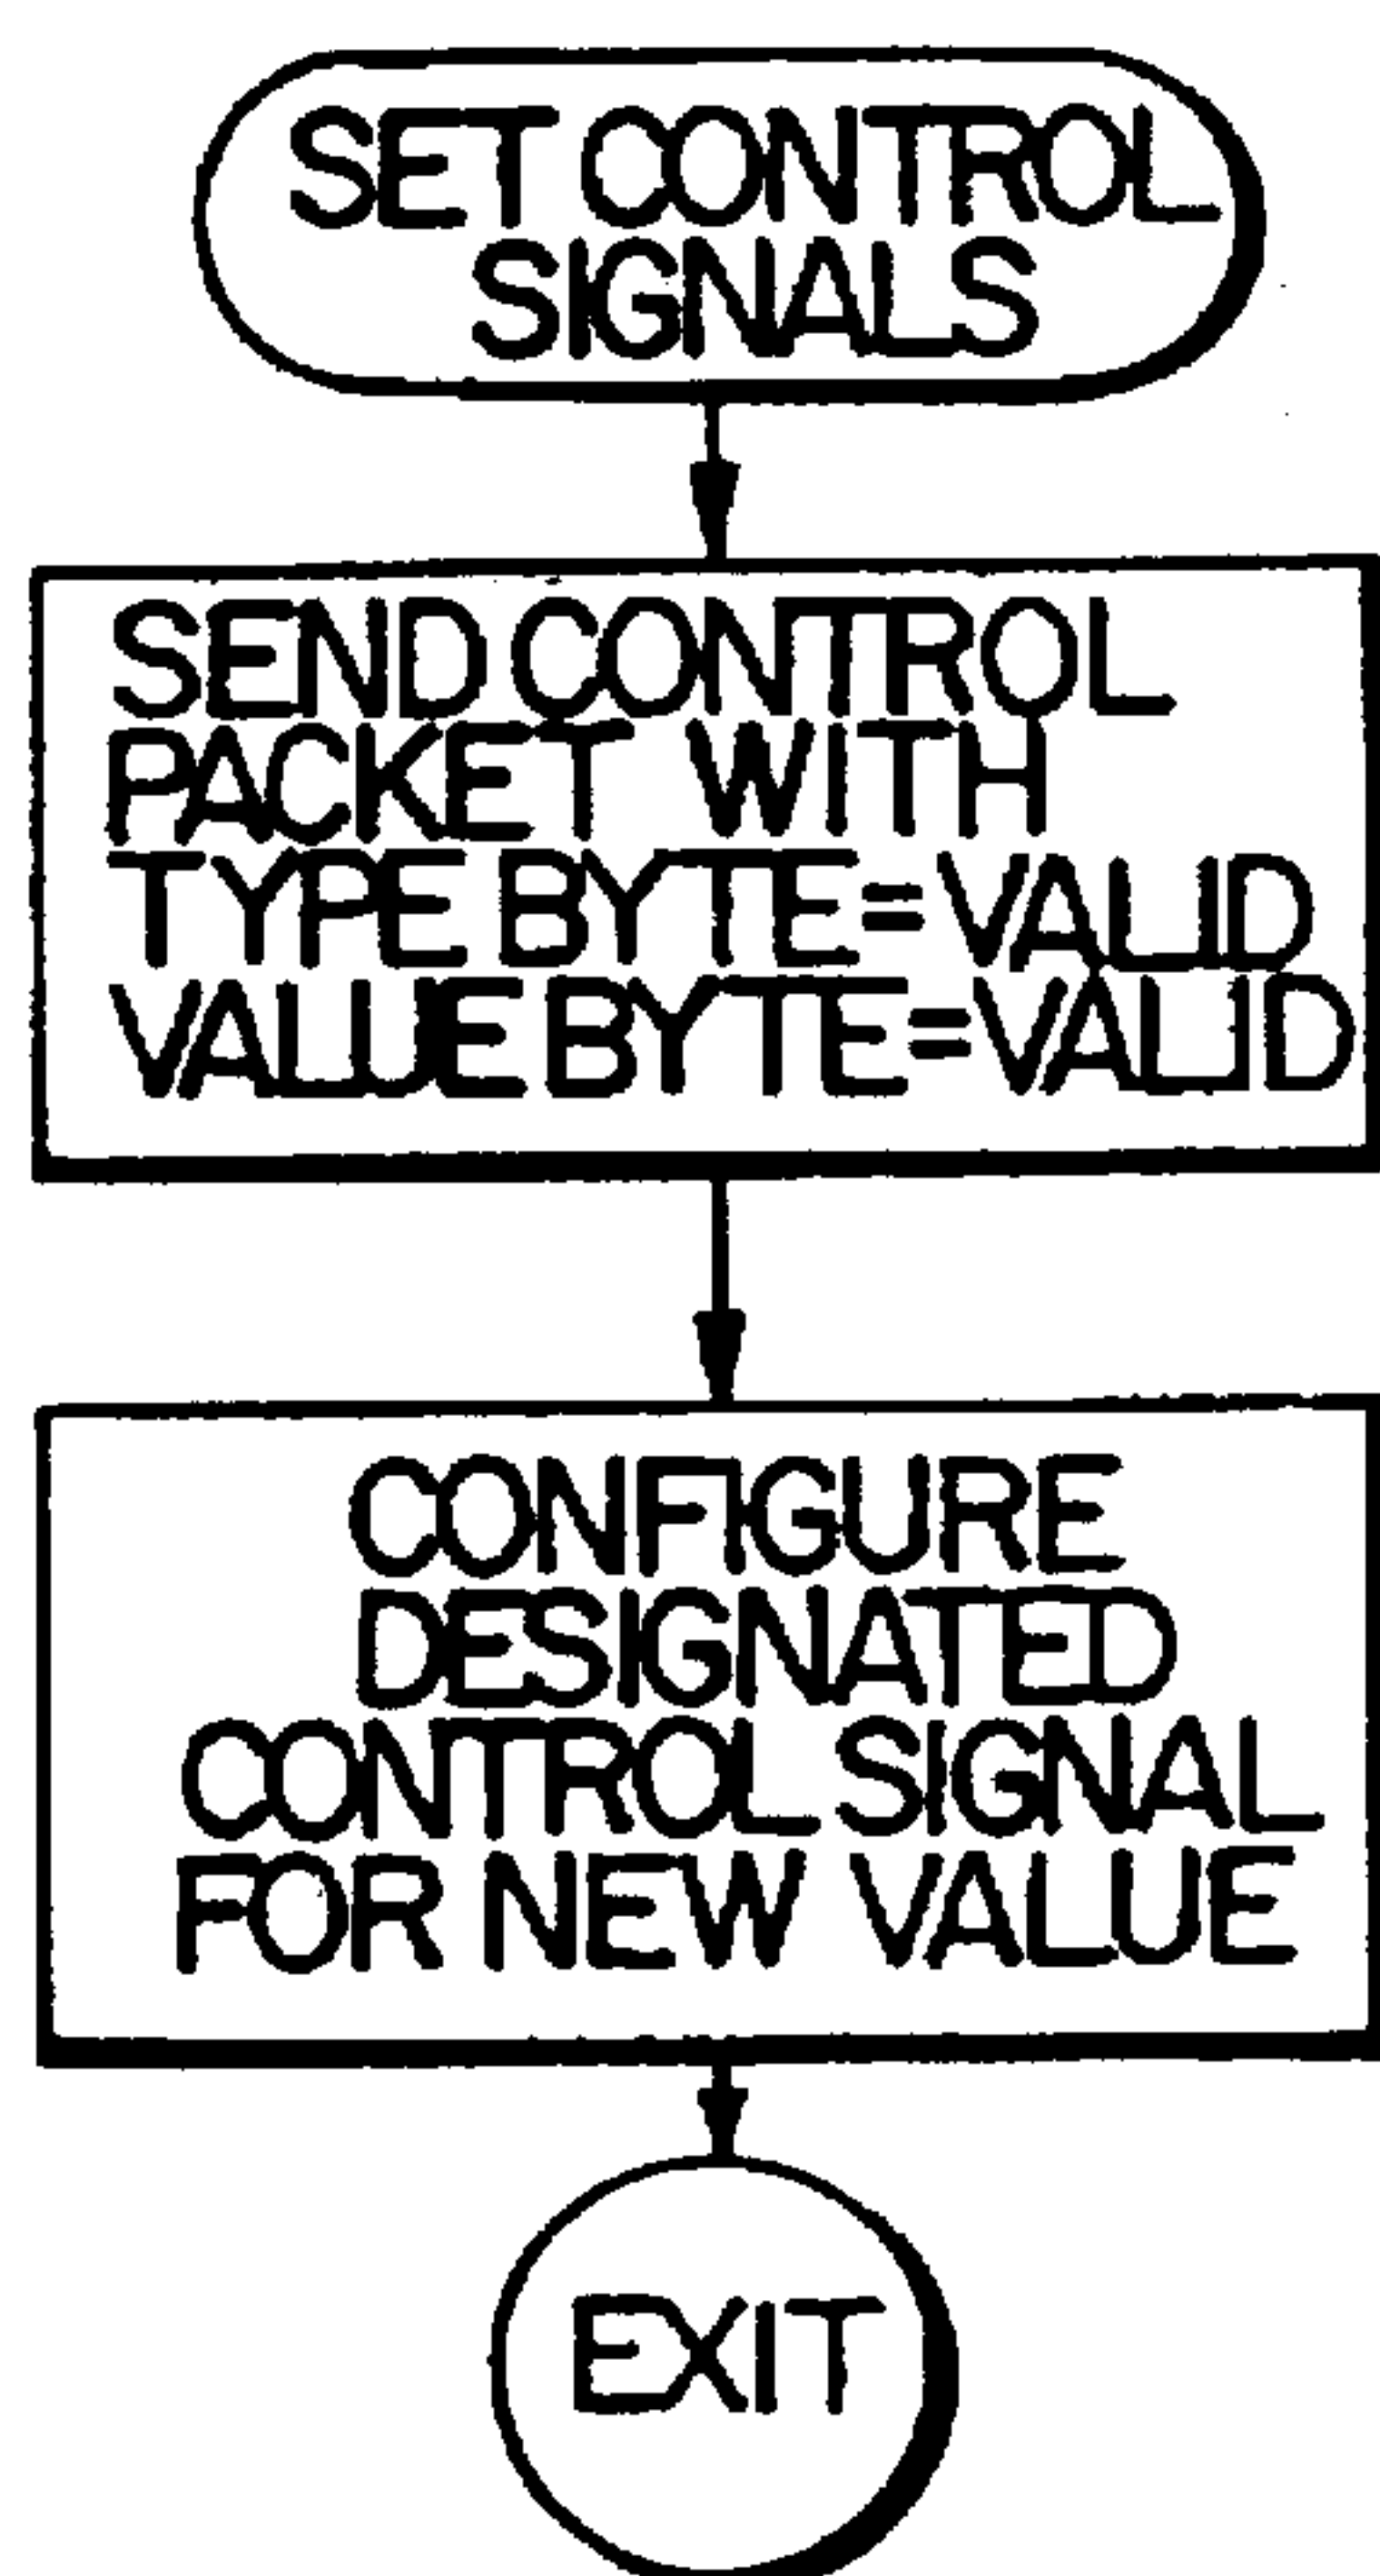 SET CONTROL
SIGNALS
SEND CONTROL
PACKET WITH
TYPE BYTE=VALID
VALUE BYTE=VALID
CONFIGURE
DESIGNATED
CONTROL SIGNAL
FOR NEW VALUE
EXIT